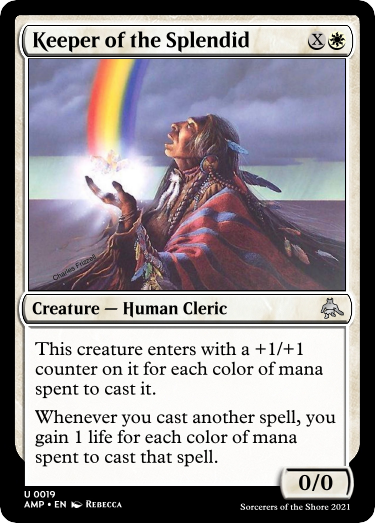 Keeper of the Splendid X
Charles Frizzell
Creature — Human Cleric
This creature enters with a +1/+1
counter on it for each color of mana
spent to cast it.
Whenever you cast another spell, you
gain 1 life for each color of mana
spent to cast that spell.
0/0
U 0019
AMP • EN Rebecca
Sorcerers of the Shore 2021